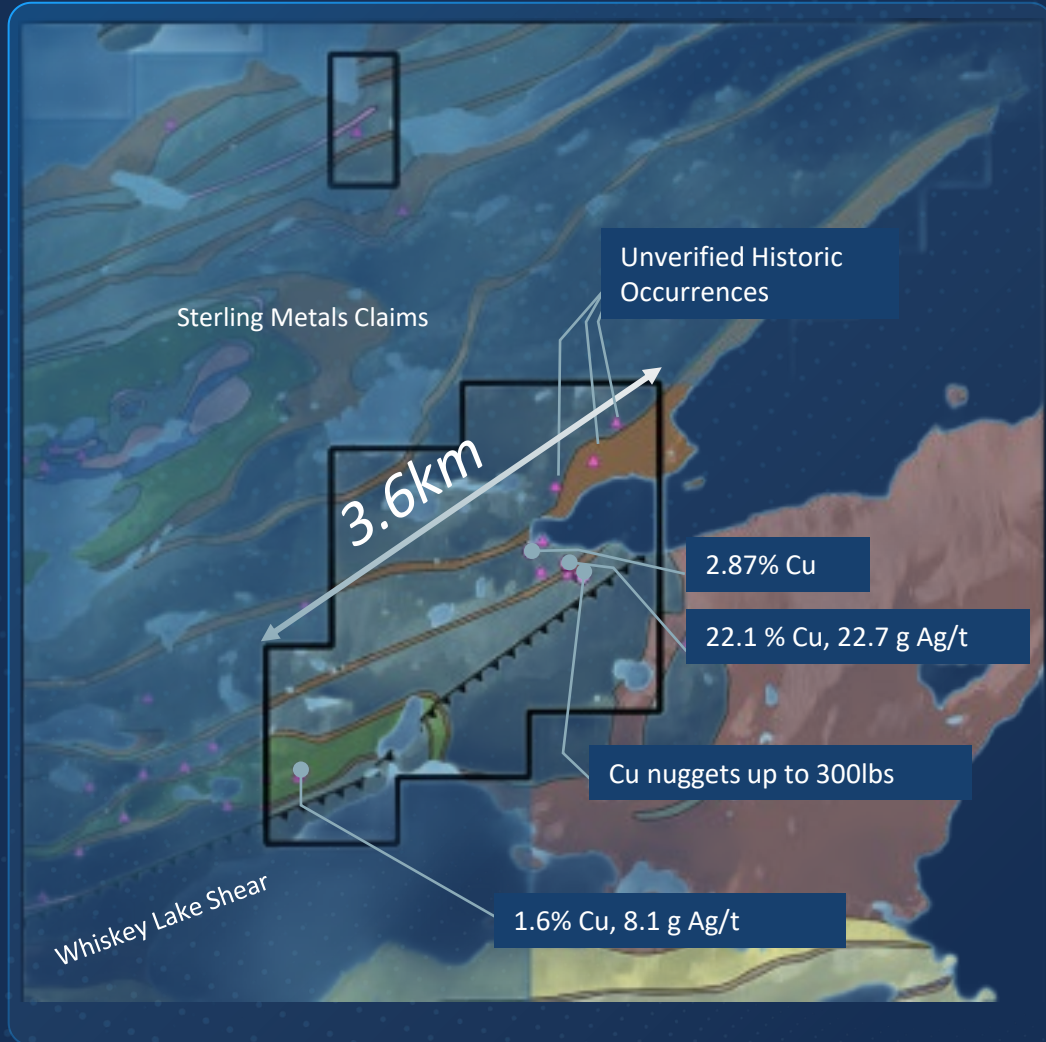 Unverified Historic
Occurrences
Sterling Metals Claims
3.6km
2.87% Cu
22.1 % Cu, 22.7 g Ag/t
Cu nuggets up to 300lbs
1.6% Cu, 8.1 g Ag/t
Whiskey Lake Shear